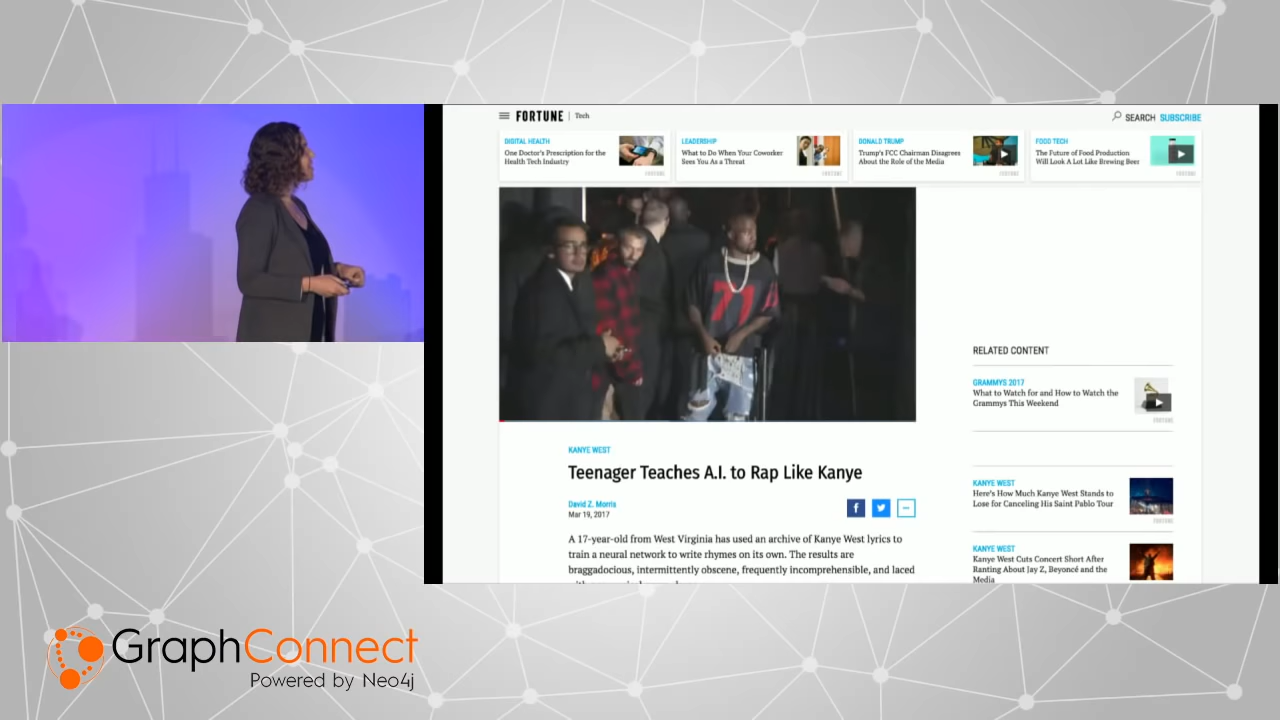 FORTUNE | Tech
SEARCH SUBSCRIBE
DIGITAL HEALTH
One Doctor's Prescription for the
Health Tech Industry
FORTUNE
LEADERSHIP
What to Do When Your Coworker
Sees You As a Threat
FORTUNE
DONALD TRUMP
Trump's FCC Chairman Disagrees
About the Role of the Media
FORTUNE
FOOD TECH
The Future of Food Production
Will Look A Lot Like Brewing Beer
FORTUNE
KANYE WEST
Teenager Teaches A.I. to Rap Like Kanye
David Z. Morris
Mar 19, 2017
A 17-year-old from West Virginia has used an archive of Kanye West lyrics to
train a neural network to write rhymes on its own. The results are
braggadocious, intermittently obscene, frequently incomprehensible, and laced
RELATED CONTENT
GRAMMYS 2017
What to Watch for and How to Watch the
Grammys This Weekend
FORTUNE
KANYE WEST
Here's How Much Kanye West Stands to
Lose for Canceling His Saint Pablo Tour
FORTUNE
KANYE WEST
Kanye West Cuts Concert Short After
Ranting About Jay Z, Beyoncé and the
Media
GraphConnect
Powered by Neo4j